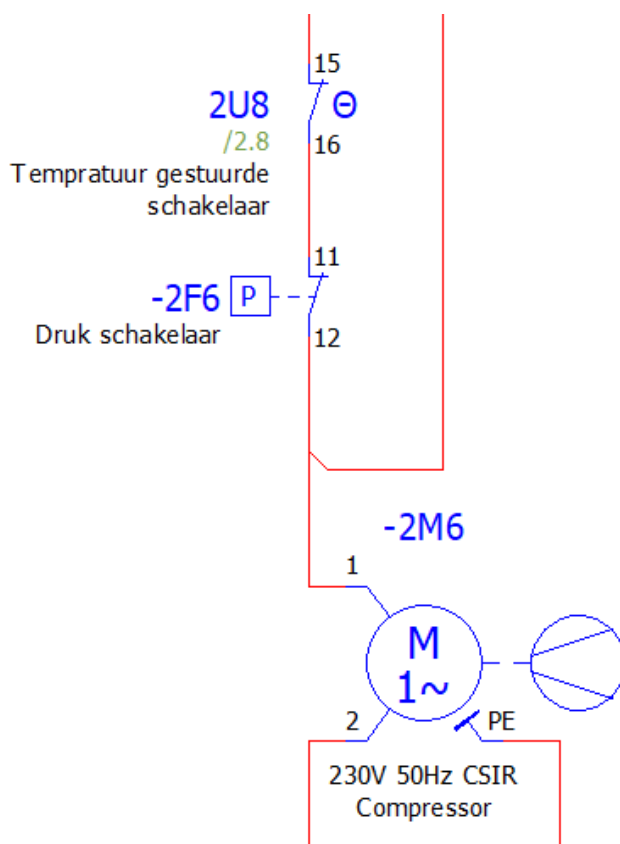 15
2U8 Θ
/2.8
16
Tempratuur gestuurde
schakelaar
11
-2F6 P
Druk schakelaar
12
-2M6
1
M
1~
2
PE
230V 50Hz CSIR
Compressor